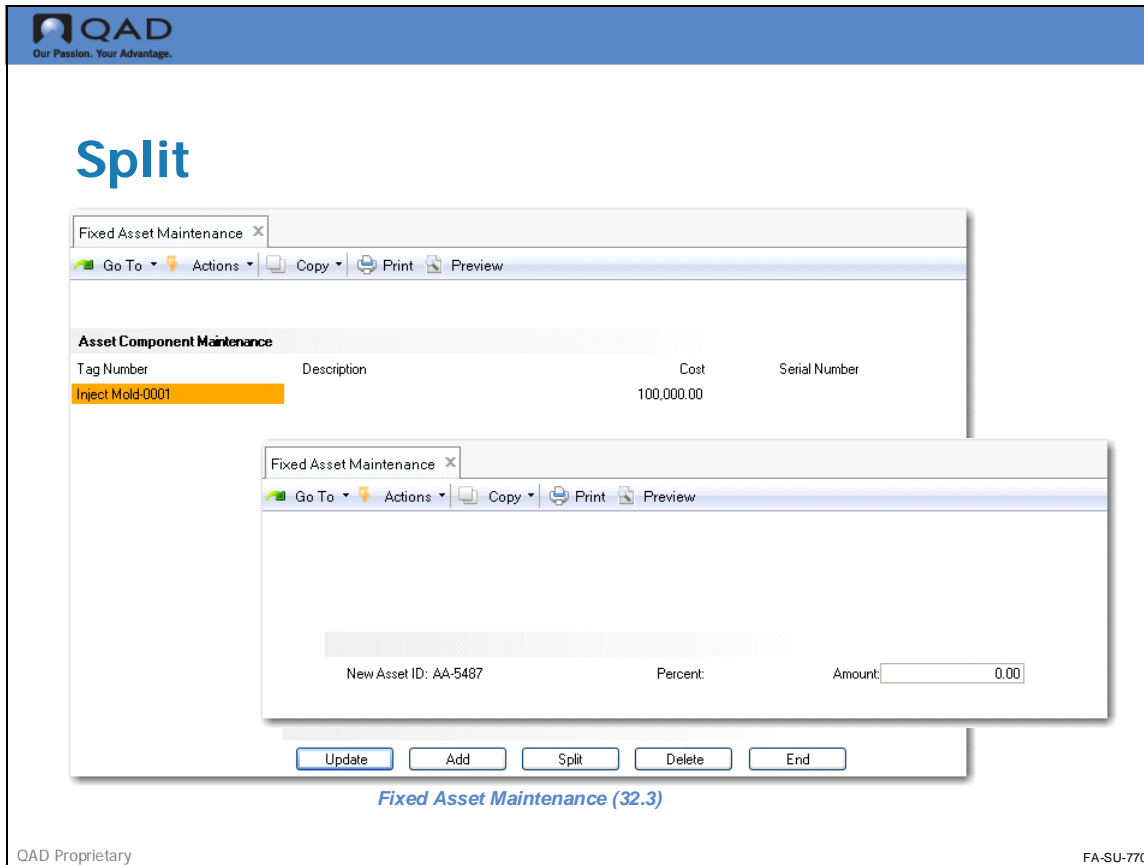 QAD
Our Passion. Your Advantage.
Split
Fixed Asset Maintenance X
Go To Actions Copy Print Preview
Asset Component Maintenance
Tag Number Description Cost Serial Number
Inject Mold-0001 100,000.00
Fixed Asset Maintenance X
Go To Actions Copy Print Preview
New Asset ID: AA-5487 Percent: Amount: 0.00
Update Add Split Delete End
Fixed Asset Maintenance (32.3)
QAD Proprietary FA-SU-770